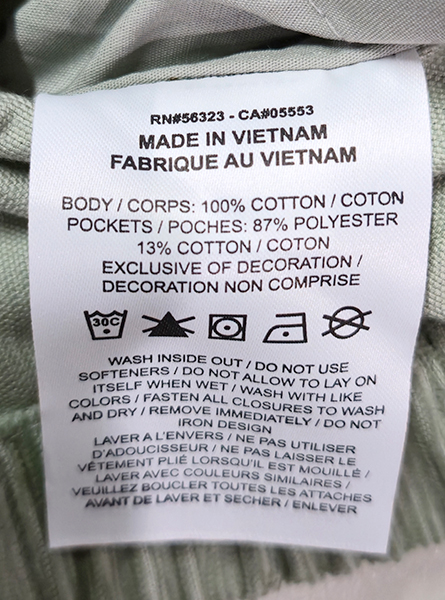 RN#56323 - CA#05553
MADE IN VIETNAM
FABRIQUE AU VIETNAM
BODY / CORPS: 100% COTTON / COTON
POCKETS / POCHES: 87% POLYESTER
13% COTTON / COTON
EXCLUSIVE OF DECORATION /
DECORATION NON COMPRISE
30C
WASH INSIDE OUT / DO NOT USE
SOFTENERS / DO NOT ALLOW TO LAY ON
ITSELF WHEN WET / WASH WITH LIKE
COLORS / FASTEN ALL CLOSURES TO WASH
AND DRY / REMOVE IMMEDIATELY / DO NOT
IRON DESIGN
LAVER A L'ENVERS / NE PAS UTILISER
D'ADOUCISSEUR / NE PAS LAISSER LE
VÊTEMENT PLIÉ LORSQU'IL EST MOUILLÉ /
LAVER AVEC COULEURS SIMILAIRES /
VEUILLEZ BOUCLER TOUTES LES ATTACHES
AVANT DE LAVER ET SECHER / ENLEVER